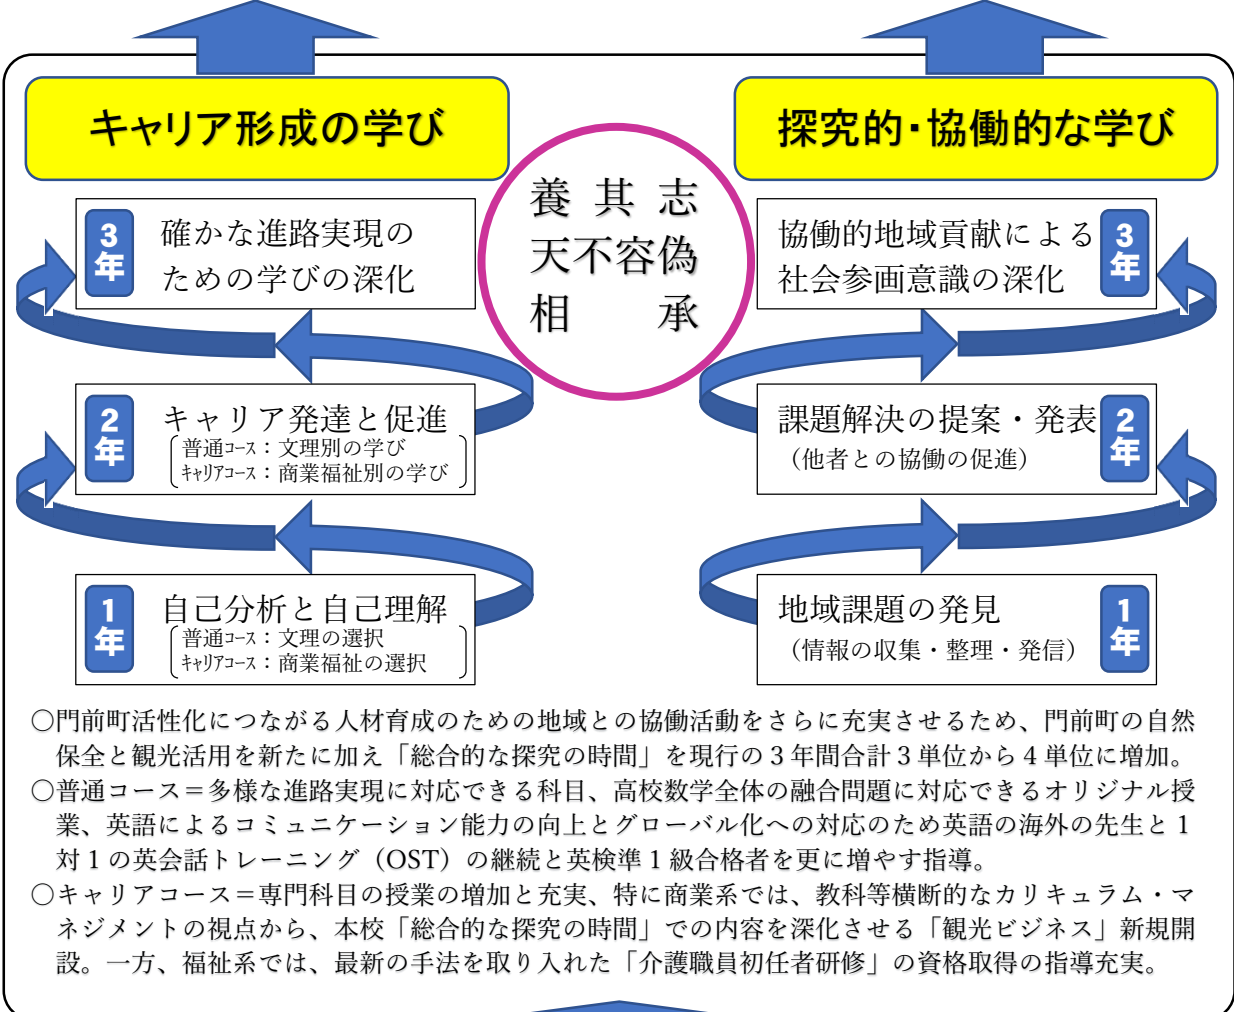 キャリア形成の学び
3年
確かな進路実現の
ための学びの深化
2年
キャリア発達と促進
普通ｺｰｽ：文理別の学び
ｷｬﾘｱｺｰｽ：商業福祉別の学び
1年
自己分析と自己理解
普通ｺｰｽ：文理の選択
ｷｬﾘｱｺｰｽ：商業福祉の選択
養其志
天不容偽
相承
探究的・協働的な学び
協働的地域貢献による
社会参画意識の深化
3年
課題解決の提案・発表
（他者との協働の促進）
2年
地域課題の発見
（情報の収集・整理・発信）
1年
○門前町活性化につながる人材育成のための地域との協働活動をさらに充実させるため、門前町の自然
保全と観光活用を新たに加え「総合的な探究の時間」を現行の３年間合計３単位から４単位に増加。
○普通コース＝多様な進路実現に対応できる科目、高校数学全体の融合問題に対応できるオリジナル授
業、英語によるコミュニケーション能力の向上とグローバル化への対応のため英語の海外の先生と１
対１の英会話トレーニング（OST）の継続と英検準１級合格者を更に増やす指導。
○キャリアコース＝専門科目の授業の増加と充実、特に商業系では、教科等横断的なカリキュラム・マ
ネジメントの視点から、本校「総合的な探究の時間」での内容を深化させる「観光ビジネス」新規開
設。一方、福祉系では、最新の手法を取り入れた「介護職員初任者研修」の資格取得の指導充実。